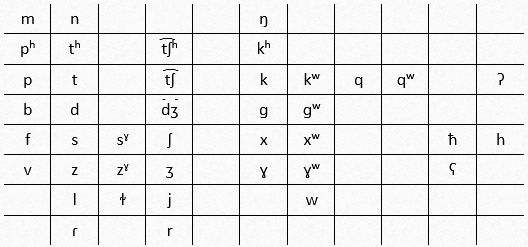 m n ŋ
pʰ tʰ t͡ʃʰ kʰ
p t t͡ʃ k kʷ q qʷ ʔ
b d d͡ʒ g gʷ
f s sˠ ʃ x xʷ ħ h
v z zˠ ʒ ɣ ɣʷ ʕ
l ɫ j w
ɾ r